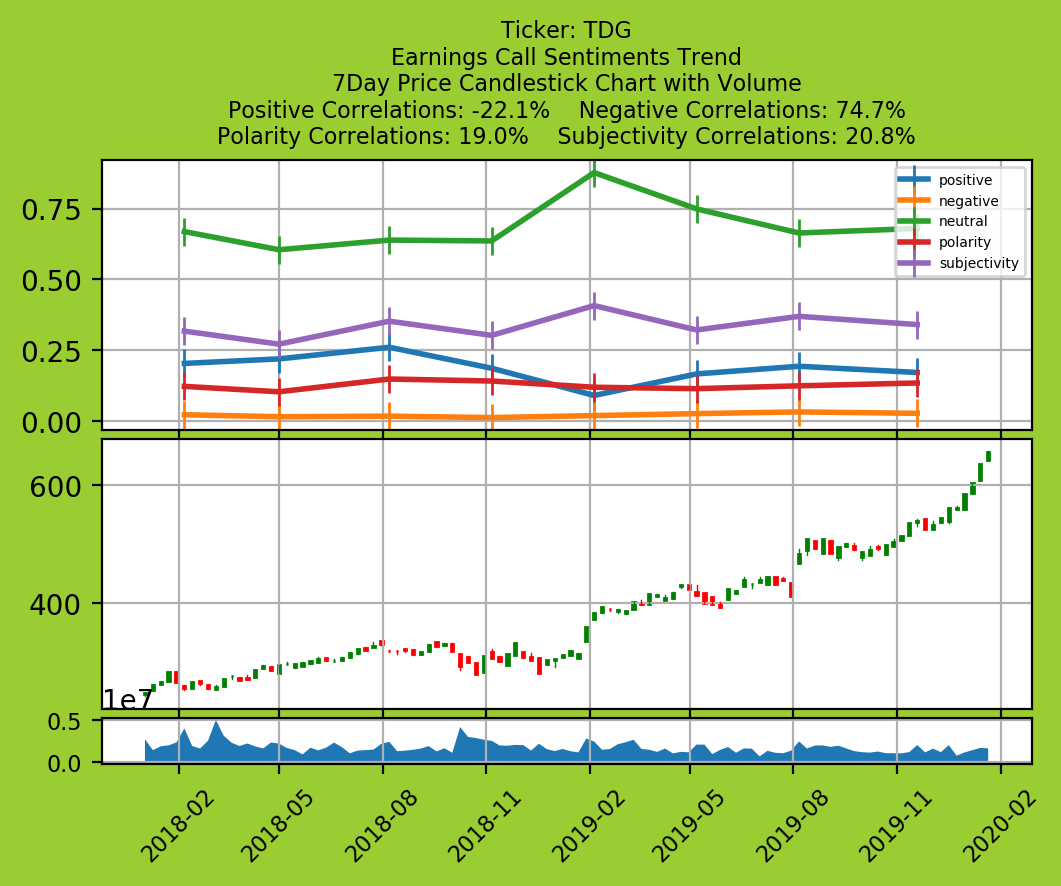 Ticker: TDG
Earnings Call Sentiments Trend
7Day Price Candlestick Chart with Volume
Positive Correlations: -22.1%    Negative Correlations: 74.7%
Polarity Correlations: 19.0%    Subjectivity Correlations: 20.8%
positive
negative
neutral
polarity
subjectivity
0.75
0.50
0.25
0.00
600
400
1e7
0.5
0.0
2018-02
2018-05
2018-08
2018-11
2019-02
2019-05
2019-08
2019-11
2020-02